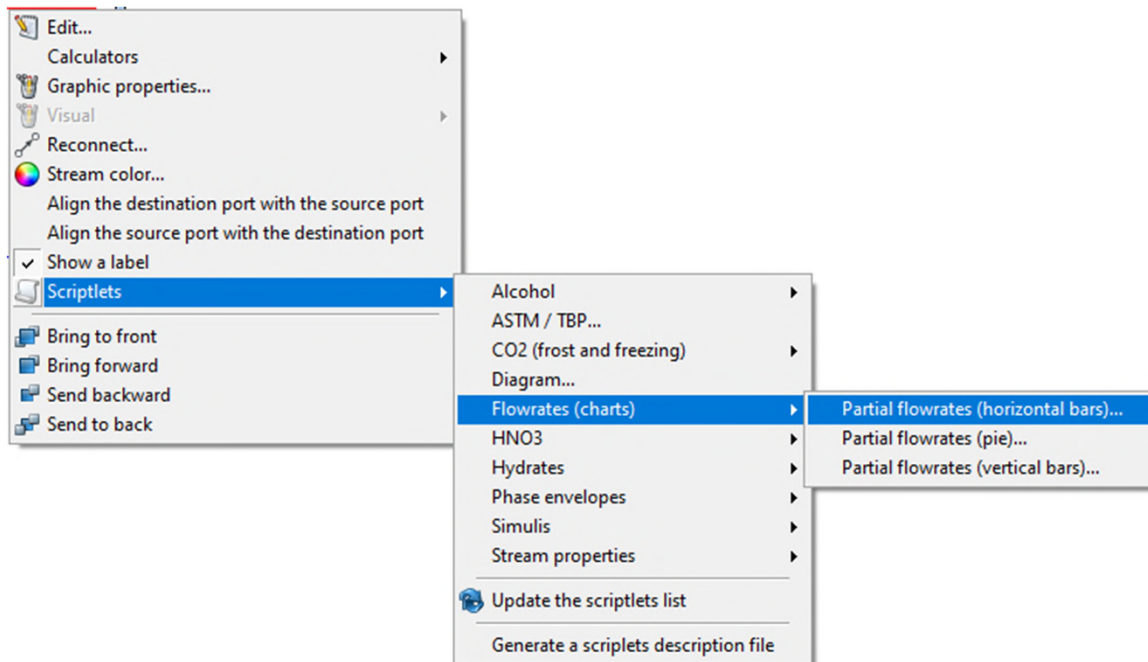 Edit...
Calculators
Graphic properties...
Visual
Reconnect...
Stream color...
Align the destination port with the source port
Align the source port with the destination port
Show a label
Scriptlets
Bring to front
Bring forward
Send backward
Send to back
Alcohol
ASTM / TBP...
CO2 (frost and freezing)
Diagram...
Flowrates (charts)
HNO3
Hydrates
Phase envelopes
Simulis
Stream properties
Update the scriptlets list
Generate a scriplets description file
Partial flowrates (horizontal bars)...
Partial flowrates (pie)...
Partial flowrates (vertical bars)...